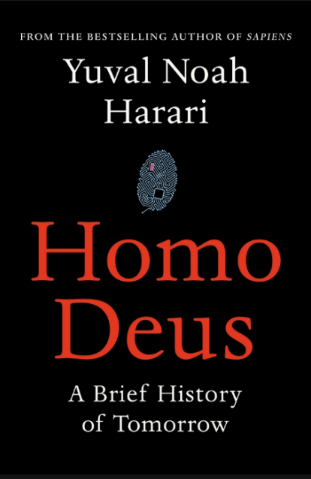 FROM THE BESTSELLING AUTHOR OF SAPIENS
Yuval Noah
Harari
Homo
Deus
A Brief History
of Tomorrow